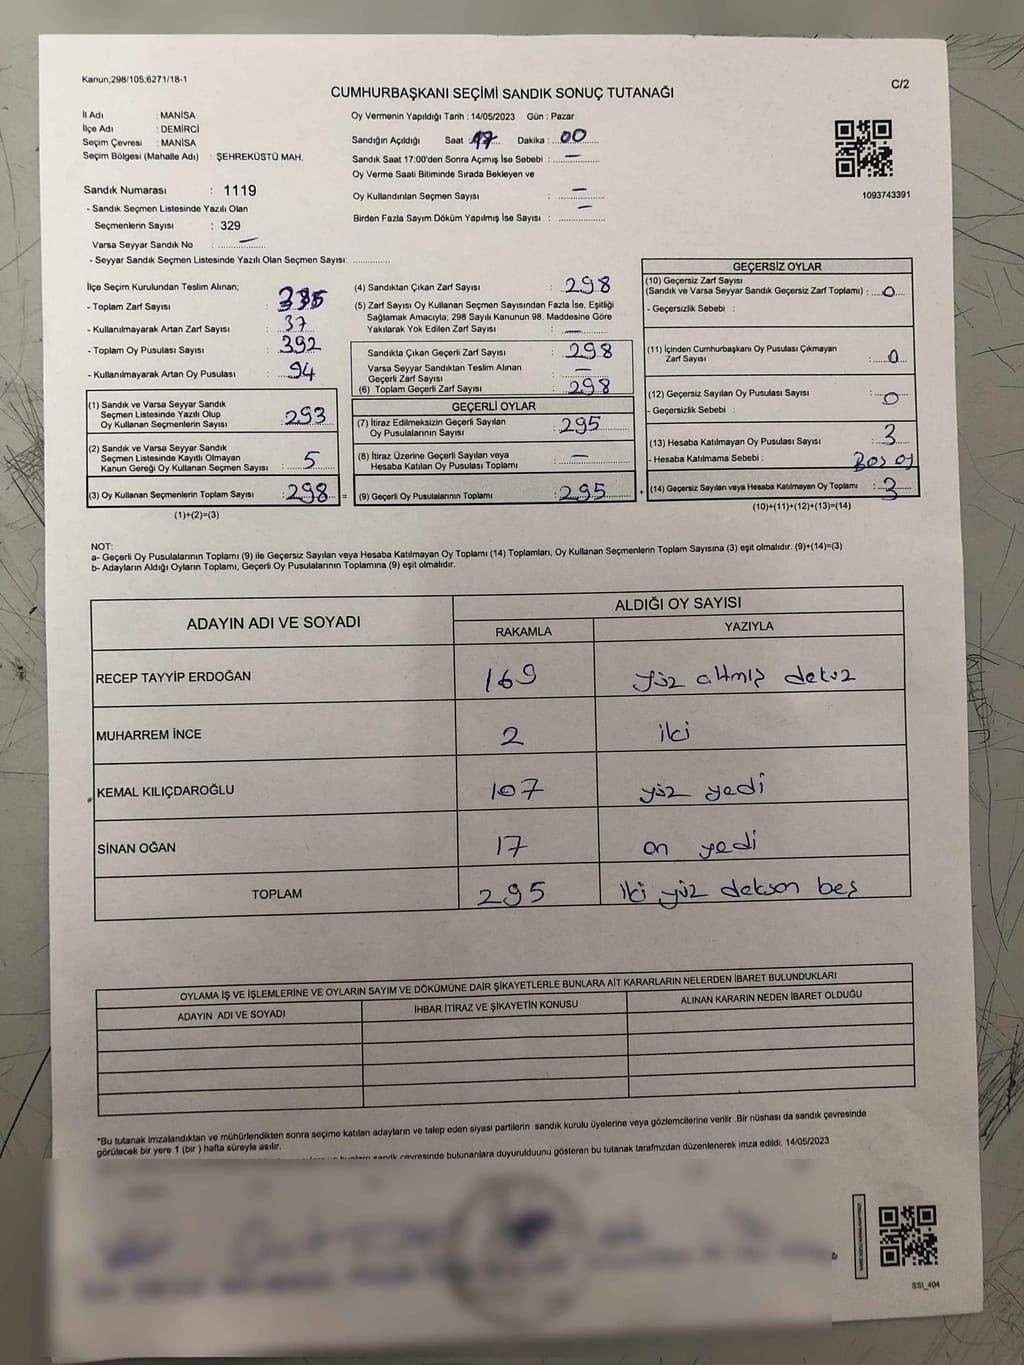 Kanun;298/105;6271/18-1
C/2
CUMHURBAŞKANI SEÇİMİ SANDIK SONUÇ TUTANAĞI
İl Adı : MANİSA
İlçe Adı : DEMİRCİ
Seçim Çevresi : MANİSA
Seçim Bölgesi (Mahalle Adı) : ŞEHREKÜSTÜ MAH.
Sandık Numarası : 1119
- Sandık Seçmen Listesinde Yazılı Olan
Seçmenlerin Sayısı : 329
Varsa Seyyar Sandık No : —
- Seyyar Sandık Seçmen Listesinde Yazılı Olan Seçmen Sayısı: ..............
Oy Vermenin Yapıldığı Tarih : 14/05/2023 Gün : Pazar
Sandığın Açıldığı Saat : 17 Dakika : 00
Sandık Saat 17:00'den Sonra Açımış İse Sebebi : —
Oy Verme Saati Bitiminde Sırada Bekleyen ve
Oy Kullandırılan Seçmen Sayısı : —
Birden Fazla Sayım Döküm Yapılmış İse Sayısı : —
1093743391
İlçe Seçim Kurulundan Teslim Alınan;
- Toplam Zarf Sayısı :
- Kullanılmayarak Artan Zarf Sayısı : 37
- Toplam Oy Pusulası Sayısı : 392
- Kullanılmayarak Artan Oy Pusulası : 94
(1) Sandık ve Varsa Seyyar Sandık
Seçmen Listesinde Yazılı Olup
Oy Kullanan Seçmenlerin Sayısı : 293
(2) Sandık ve Varsa Seyyar Sandık
Seçmen Listesinde Kayıtlı Olmayan
Kanun Gereği Oy Kullanan Seçmen Sayısı : 5
(3) Oy Kullanan Seçmenlerin Toplam Sayısı : 298 =
(1)+(2)=(3)
(4) Sandıktan Çıkan Zarf Sayısı : 298
(5) Zarf Sayısı Oy Kullanan Seçmen Sayısından Fazla İse, Eşitliği
Sağlamak Amacıyla; 298 Sayılı Kanunun 98. Maddesine Göre
Yakılarak Yok Edilen Zarf Sayısı : —
Sandıkta Çıkan Geçerli Zarf Sayısı : 298
Varsa Seyyar Sandıktan Teslim Alınan
Geçerli Zarf Sayısı : —
(6) Toplam Geçerli Zarf Sayısı : 298
GEÇERLİ OYLAR
(7) İtiraz Edilmeksizin Geçerli Sayılan
Oy Pusulalarının Sayısı : 295
(8) İtiraz Üzerine Geçerli Sayılan veya
Hesaba Katılan Oy Pusulası Toplamı : —
(9) Geçerli Oy Pusulalarının Toplamı : 295 +
GEÇERSİZ OYLAR
(10) Geçersiz Zarf Sayısı
(Sandık ve Varsa Seyyar Sandık Geçersiz Zarf Toplamı) : 0
- Geçersizlik Sebebi :
(11) İçinden Cumhurbaşkanı Oy Pusulası Çıkmayan
Zarf Sayısı : 0
(12) Geçersiz Sayılan Oy Pusulası Sayısı : 0
- Geçersizlik Sebebi :
(13) Hesaba Katılmayan Oy Pusulası Sayısı : 3
- Hesaba Katılmama Sebebi : Boş oy
(14) Geçersiz Sayılan veya Hesaba Katılmayan Oy Toplamı : 3
(10)+(11)+(12)+(13)=(14)
NOT:
a- Geçerli Oy Pusulalarının Toplamı (9) ile Geçersiz Sayılan veya Hesaba Katılmayan Oy Toplamı (14) Toplamları, Oy Kullanan Seçmenlerin Toplam Sayısına (3) eşit olmalıdır. (9)+(14)=(3)
b- Adayların Aldığı Oyların Toplamı, Geçerli Oy Pusulalarının Toplamına (9) eşit olmalıdır.
ADAYIN ADI VE SOYADI
ALDIĞI OY SAYISI
RAKAMLA YAZIYLA
RECEP TAYYİP ERDOĞAN 169 yüz altmış dokuz
MUHARREM İNCE 2 iki
KEMAL KILIÇDAROĞLU 107 yüz yedi
SİNAN OĞAN 17 on yedi
TOPLAM 295 iki yüz dokson beş
OYLAMA İŞ VE İŞLEMLERİNE VE OYLARIN SAYIM VE DÖKÜMÜNE DAİR ŞİKAYETLERLE BUNLARA AİT KARARLARIN NELERDEN İBARET BULUNDUKLARI
ADAYIN ADI VE SOYADI İHBAR İTİRAZ VE ŞİKAYETİN KONUSU ALINAN KARARIN NEDEN İBARET OLDUĞU
*Bu tutanak imzalandıktan ve mühürlendikten sonra seçime katılan adayların ve talep eden siyasi partilerin sandık kurulu üyelerine veya gözlemcilerine verilir .Bir nüshası da sandık çevresinde
görülecek bir yere 1 (bir ) hafta süreyle asılır.
sandık çevresinde bulunanlara duyurulduunu gösteren bu tutanak tarafmzdan düzenlenerek imza edildi. 14/05/2023
SSI_404